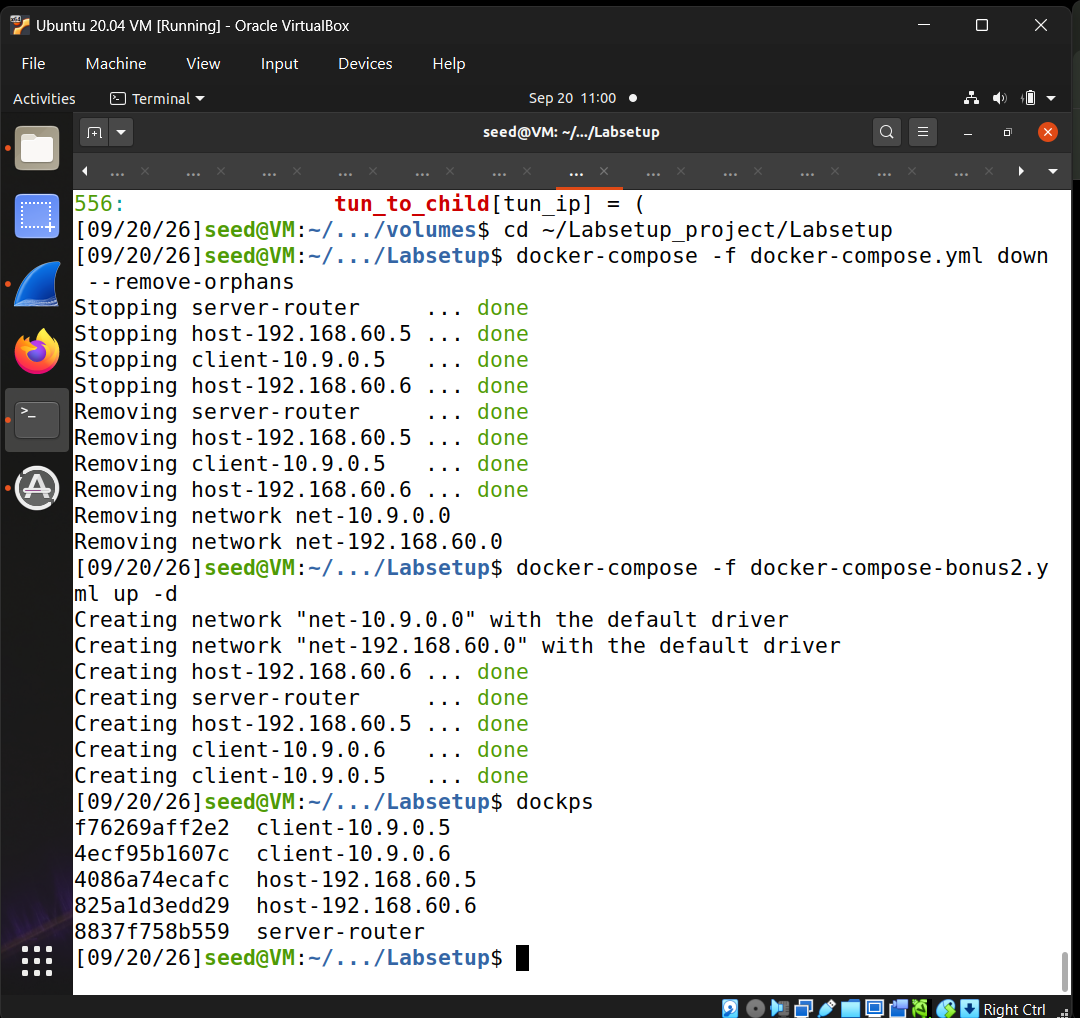 Ubuntu 20.04 VM [Running] - Oracle VirtualBox
File Machine View Input Devices Help
Activities Terminal Sep 20 11:00
seed@VM: ~/.../Labsetup
... ... ... ... ... ... ... ... ... ... ... ...
556: tun_to_child[tun_ip] = (
[09/20/26]seed@VM:~/.../volumes$ cd ~/Labsetup_project/Labsetup
[09/20/26]seed@VM:~/.../Labsetup$ docker-compose -f docker-compose.yml down
--remove-orphans
Stopping server-router ... done
Stopping host-192.168.60.5 ... done
Stopping client-10.9.0.5 ... done
Stopping host-192.168.60.6 ... done
Removing server-router ... done
Removing host-192.168.60.5 ... done
Removing client-10.9.0.5 ... done
Removing host-192.168.60.6 ... done
Removing network net-10.9.0.0
Removing network net-192.168.60.0
[09/20/26]seed@VM:~/.../Labsetup$ docker-compose -f docker-compose-bonus2.y
ml up -d
Creating network "net-10.9.0.0" with the default driver
Creating network "net-192.168.60.0" with the default driver
Creating host-192.168.60.6 ... done
Creating server-router ... done
Creating host-192.168.60.5 ... done
Creating client-10.9.0.6 ... done
Creating client-10.9.0.5 ... done
[09/20/26]seed@VM:~/.../Labsetup$ dockps
f76269aff2e2 client-10.9.0.5
4ecf95b1607c client-10.9.0.6
4086a74ecafc host-192.168.60.5
825a1d3edd29 host-192.168.60.6
8837f758b559 server-router
[09/20/26]seed@VM:~/.../Labsetup$
Right Ctrl